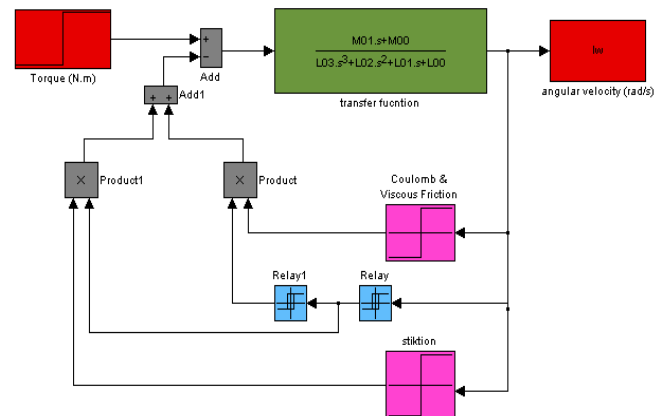 M01.s+M00
L03.s³+L02.s²+L01.s+L00
Iw
Torque (N.m)
Add
angular velocity (rad/s)
Add1
transfer fucntion
Product1
Product
Coulomb &
Viscous Friction
Relay1
Relay
stiktion